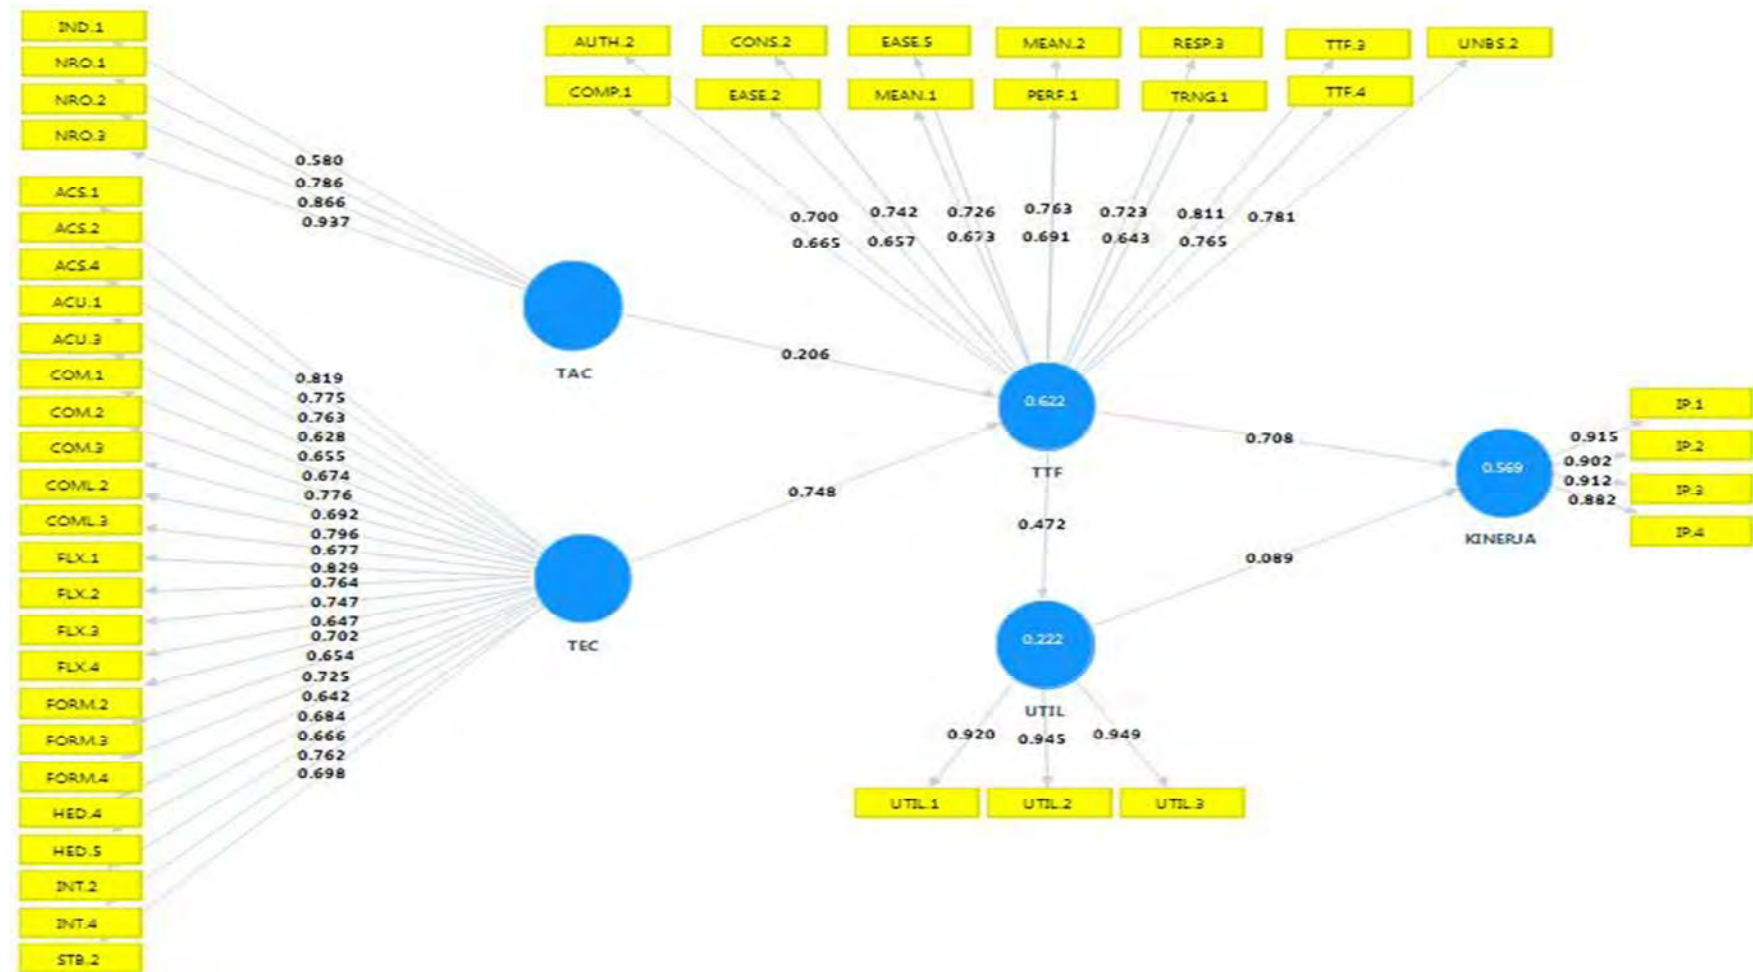 IND.1
NRO.1
NRO.2
NRO.3
ACS.1
ACS.2
ACS.4
ACU.1
ACU.3
COM.1
COM.2
COM.3
COML.2
COML.3
FLX.1
FLX.2
FLX.3
FLX.4
FORM.2
FORM.3
FORM.4
HED.4
HED.5
INT.2
INT.4
STB.2
0.580
0.786
0.866
0.937
0.819
0.775
0.763
0.628
0.655
0.674
0.776
0.692
0.796
0.677
0.829
0.764
0.747
0.647
0.702
0.654
0.725
0.642
0.684
0.666
0.762
0.698
TAC
TEC
0.206
0.748
AUTH.2 CONS.2 EASE.5 MEAN.2 RESP.3 TTF.3 UNBS.2
COMP.1 EASE.2 MEAN.1 PERF.1 TRNG.1 TTF.4
0.700 0.742 0.726 0.763 0.723 0.811 0.781
0.665 0.657 0.673 0.691 0.643 0.765
0.622
TTF
0.472
0.222
UTIL
0.920 0.945 0.949
UTIL.1 UTIL.2 UTIL.3
0.708
0.089
0.569
KINERJA
0.915
0.902
0.912
0.882
IP.1
IP.2
IP.3
IP.4